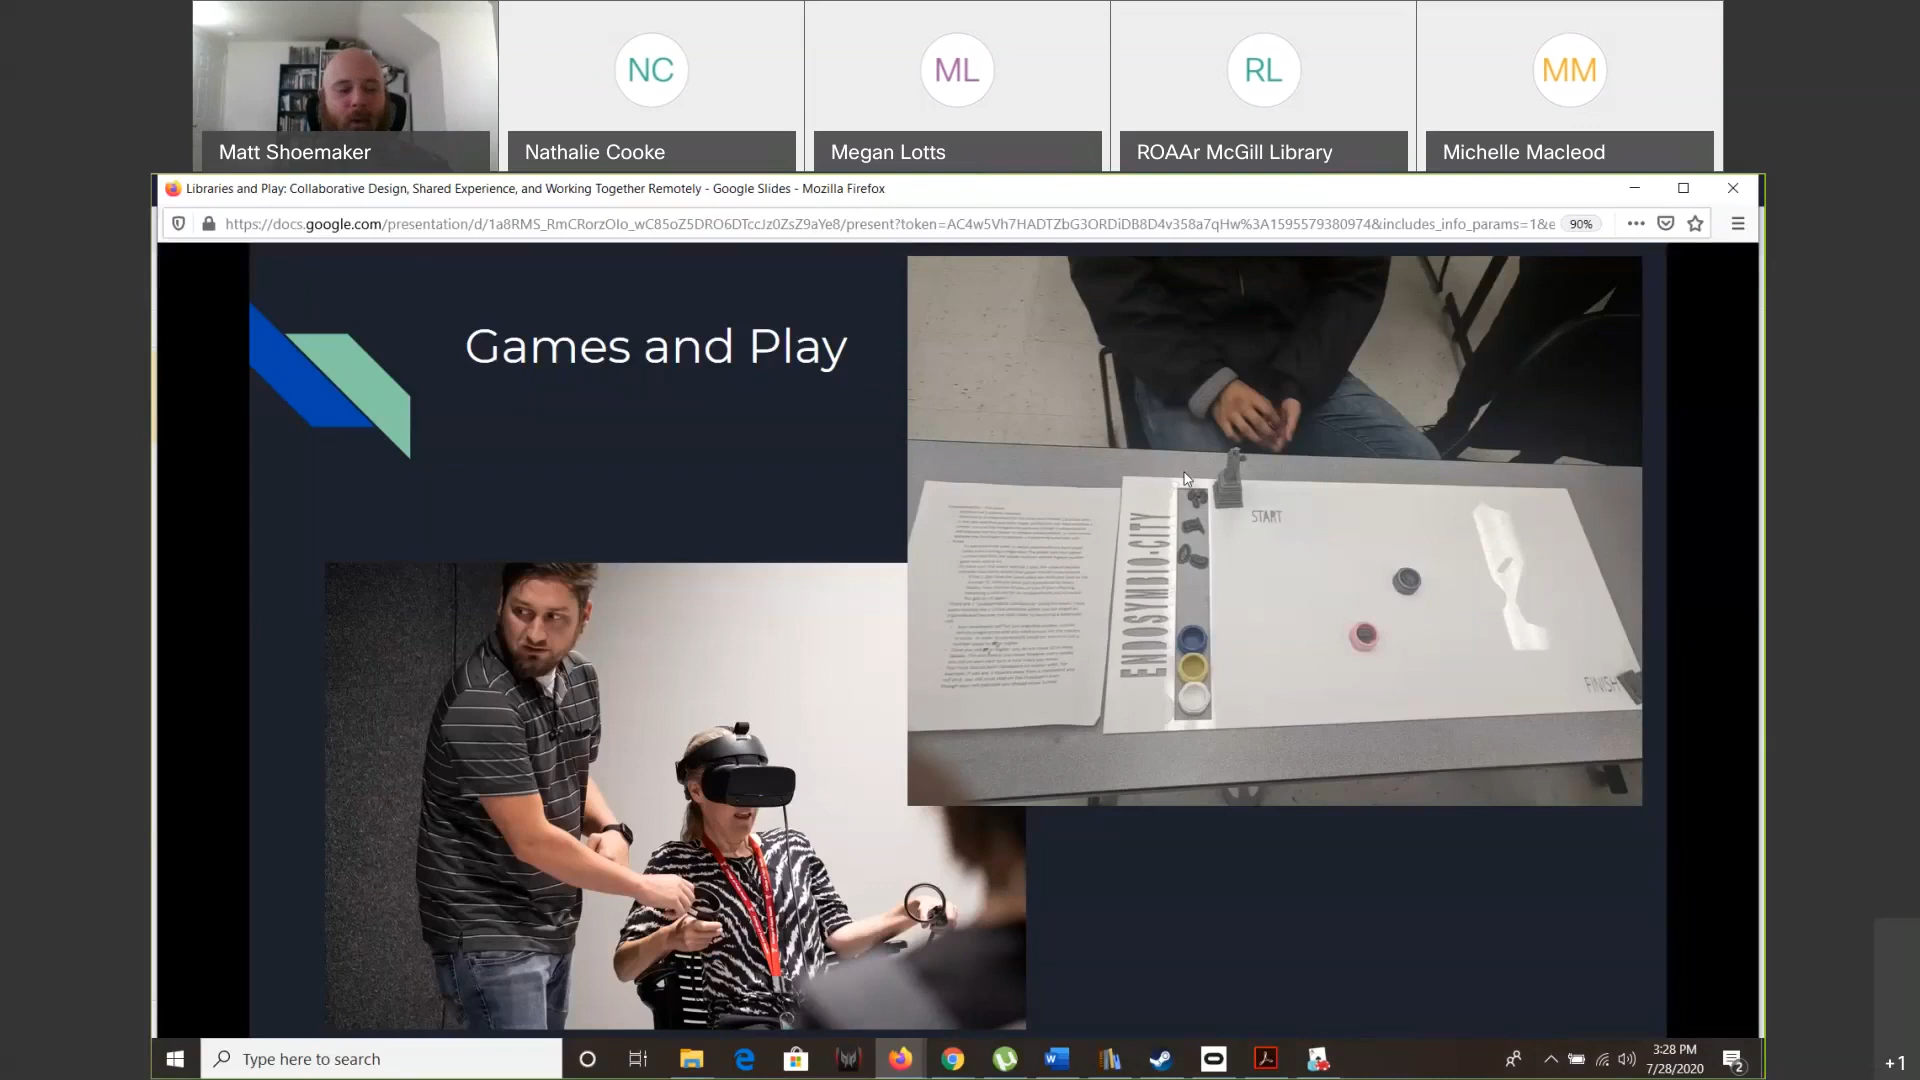 NC
ML
RL
MM
Matt Shoemaker
Nathalie Cooke
Megan Lotts
ROAAr McGill Library
Michelle Macleod
Libraries and Play: Collaborative Design, Shared Experience, and Working Together Remotely - Google Slides - Mozilla Firefox
https://docs.google.com/presentation/d/1a8RMS_RmCRorzOIo_wC85oZ5DRO6DTccJz0ZsZ9aYe8/present?token=AC4w5Vh7HADTZbG3ORDiDB8D4v358a7qHw%3A1595579380974&includes_info_params=1&e
90%
Games and Play
ENDOSYMBIO-CITY
START
FINISH
Type here to search
3:28 PM
7/28/2020
2
+1